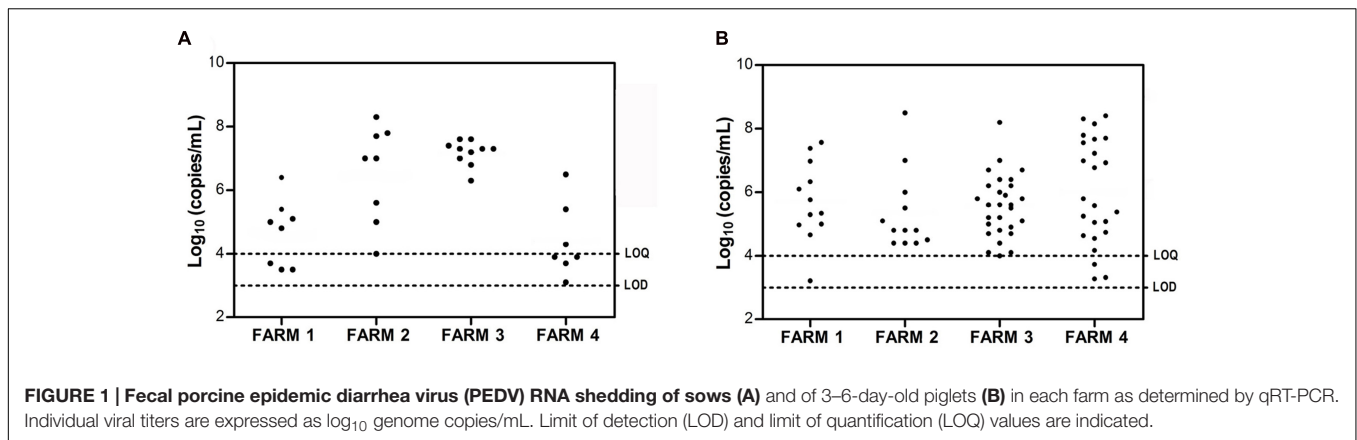 A
10
8
6
4
2
Log10 (copies/mL)
LOQ
LOD
FARM 1 FARM 2 FARM 3 FARM 4
B
10
8
6
4
2
Log10 (copies/mL)
LOQ
LOD
FARM 1 FARM 2 FARM 3 FARM 4
FIGURE 1 | Fecal porcine epidemic diarrhea virus (PEDV) RNA shedding of sows (A) and of 3–6-day-old piglets (B) in each farm as determined by qRT-PCR.
Individual viral titers are expressed as log10 genome copies/mL. Limit of detection (LOD) and limit of quantification (LOQ) values are indicated.